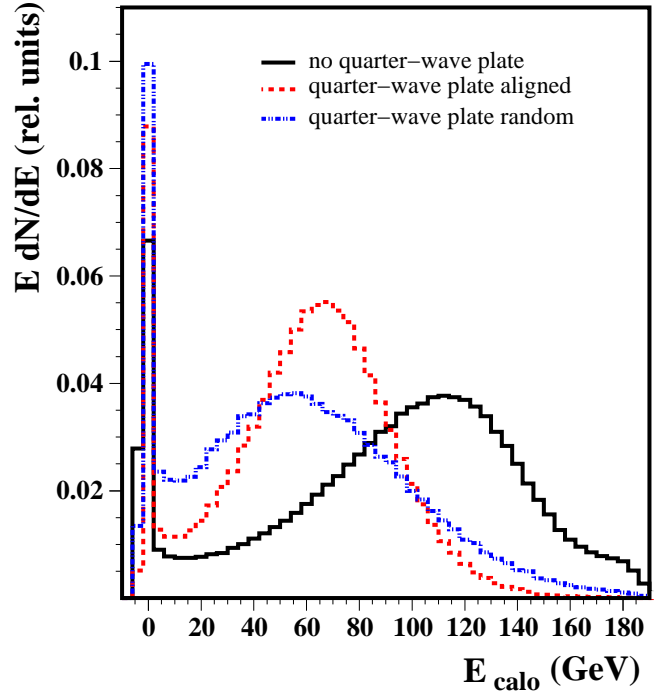 E dN/dE (rel. units)
0.1
0.08
0.06
0.04
0.02
no quarter−wave plate
quarter−wave plate aligned
quarter−wave plate random
0 20 40 60 80 100 120 140 160 180
E calo (GeV)